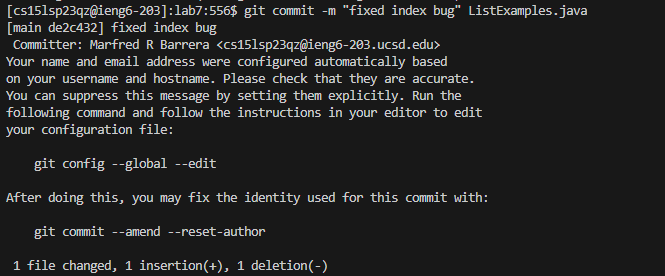 [cs15lsp23qz@ieng6-203]:lab7:556$ git commit -m "fixed index bug" ListExamples.java
[main de2c432] fixed index bug
 Committer: Marfred R Barrera <cs15lsp23qz@ieng6-203.ucsd.edu>
Your name and email address were configured automatically based
on your username and hostname. Please check that they are accurate.
You can suppress this message by setting them explicitly. Run the
following command and follow the instructions in your editor to edit
your configuration file:

    git config --global --edit

After doing this, you may fix the identity used for this commit with:

    git commit --amend --reset-author

 1 file changed, 1 insertion(+), 1 deletion(-)